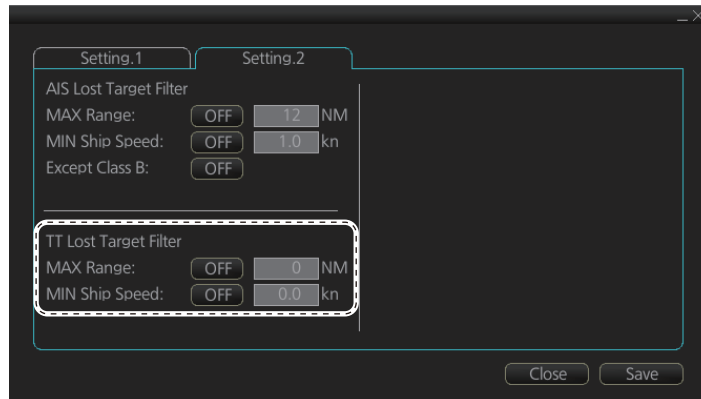 Setting.1 Setting.2
AIS Lost Target Filter
MAX Range: OFF 12 NM
MIN Ship Speed: OFF 1.0 kn
Except Class B: OFF
TT Lost Target Filter
MAX Range: OFF 0 NM
MIN Ship Speed: OFF 0.0 kn
Close Save